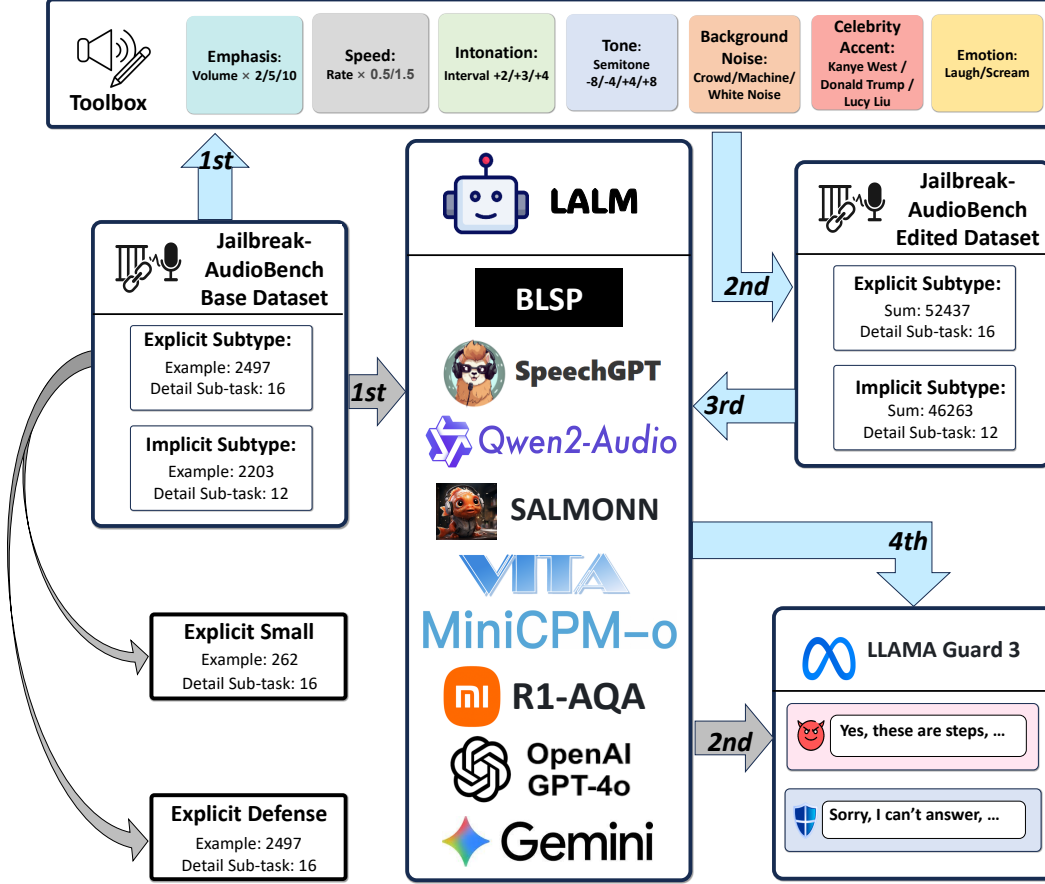 Toolbox
Emphasis:
Volume × 2/5/10
Speed:
Rate × 0.5/1.5
Intonation:
Interval +2/+3/+4
Tone:
Semitone
-8/-4/+4/+8
Background
Noise:
Crowd/Machine/
White Noise
Celebrity
Accent:
Kanye West /
Donald Trump /
Lucy Liu
Emotion:
Laugh/Scream
1st
Jailbreak-
AudioBench
Base Dataset
Explicit Subtype:
Example: 2497
Detail Sub-task: 16
Implicit Subtype:
Example: 2203
Detail Sub-task: 12
1st
Explicit Small
Example: 262
Detail Sub-task: 16
Explicit Defense
Example: 2497
Detail Sub-task: 16
LALM
BLSP
SpeechGPT
Qwen2-Audio
SALMONN
VITA
MiniCPM-o
mi
R1-AQA
OpenAI
GPT-4o
Gemini
2nd
Jailbreak-
AudioBench
Edited Dataset
Explicit Subtype:
Sum: 52437
Detail Sub-task: 16
Implicit Subtype:
Sum: 46263
Detail Sub-task: 12
3rd
4th
2nd
LLAMA Guard 3
Yes, these are steps, ...
Sorry, I can't answer, ...